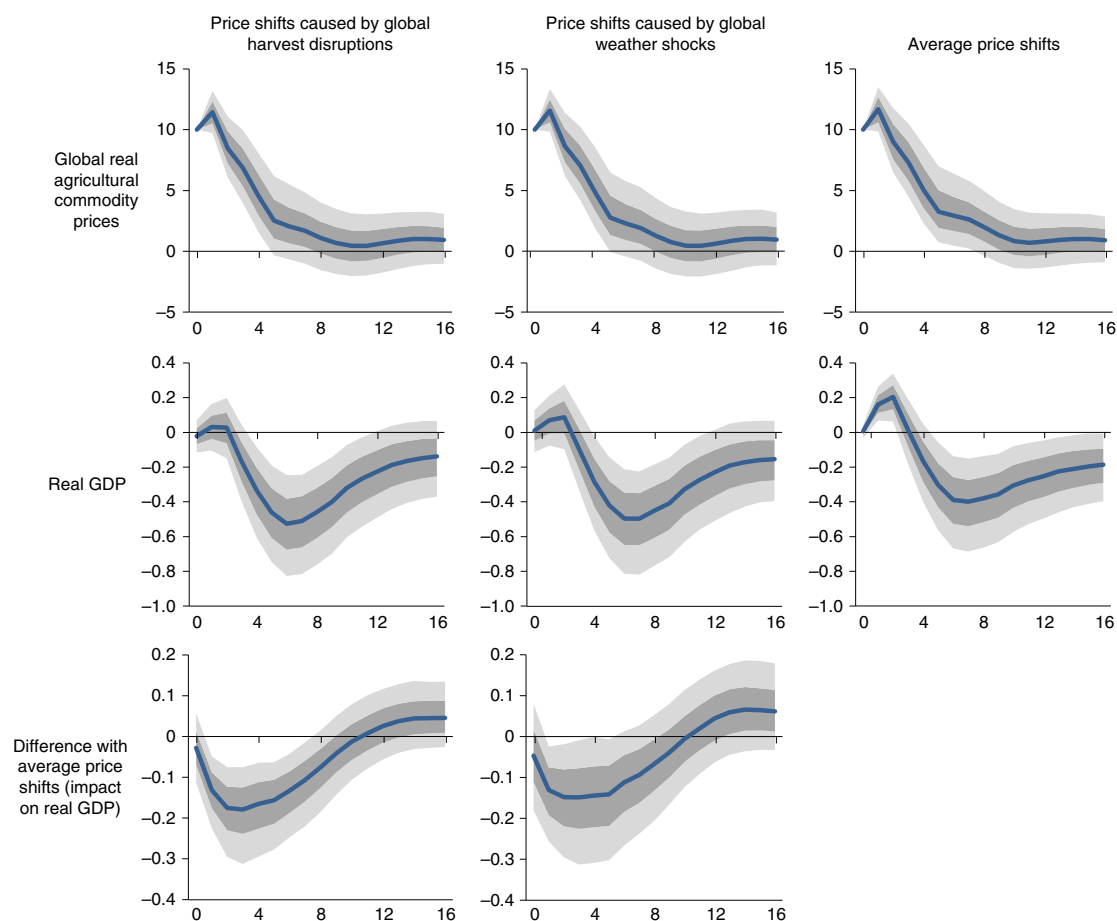 Price shifts caused by global
harvest disruptions
Price shifts caused by global
weather shocks
Average price shifts
Global real
agricultural
commodity
prices
15
10
5
0
–5
0 4 8 12 16
15
10
5
0
–5
0 4 8 12 16
15
10
5
0
–5
0 4 8 12 16
Real GDP
0.4
0.2
0
–0.2
–0.4
–0.6
–0.8
–1.0
0 4 8 12 16
0.4
0.2
0
–0.2
–0.4
–0.6
–0.8
–1.0
0 4 8 12 16
0.4
0.2
0
–0.2
–0.4
–0.6
–0.8
–1.0
0 4 8 12 16
Difference with
average price
shifts (impact
on real GDP)
0.2
0.1
0
–0.1
–0.2
–0.3
–0.4
0 4 8 12 16
0.2
0.1
0
–0.1
–0.2
–0.3
–0.4
0 4 8 12 16